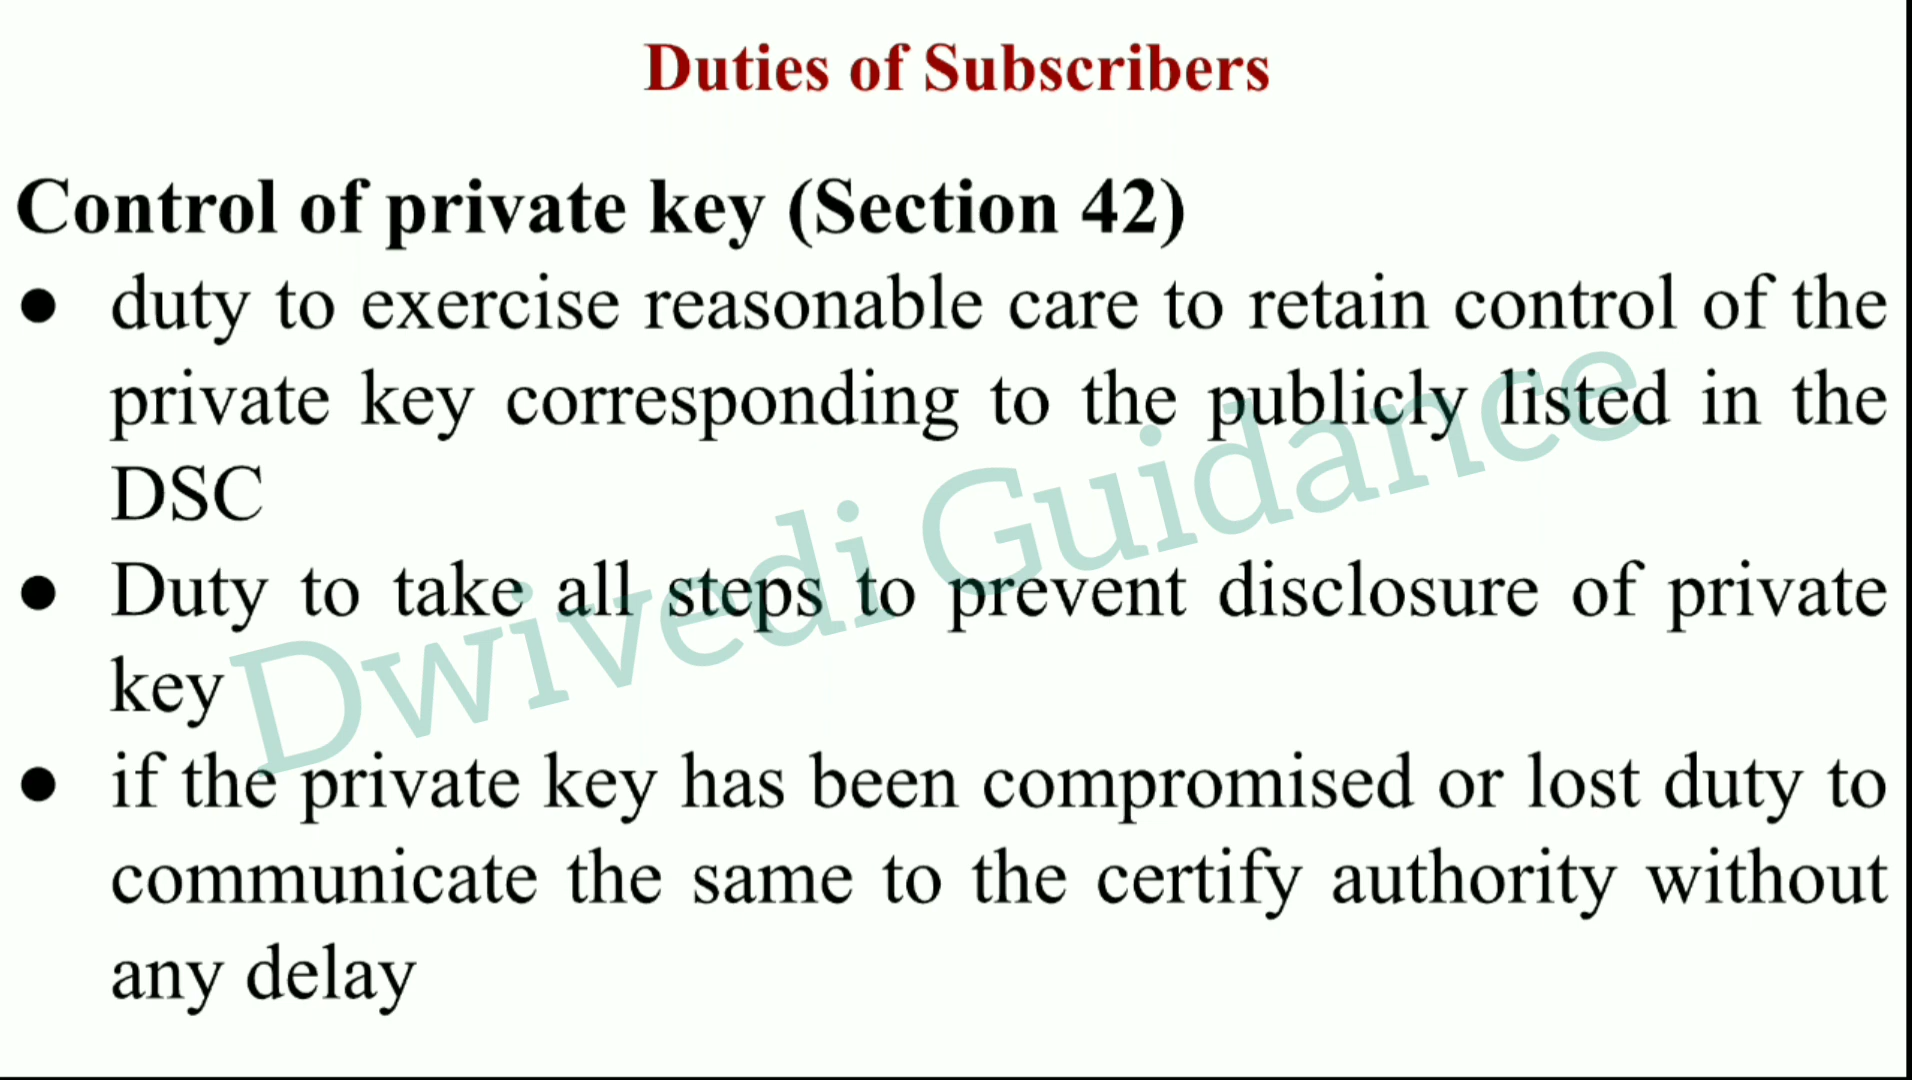 Duties of Subscribers
Control of private key (Section 42)
● duty to exercise reasonable care to retain control of the
private key corresponding to the publicly listed in the
DSC
● Duty to take all steps to prevent disclosure of private
key
● if the private key has been compromised or lost duty to
communicate the same to the certify authority without
any delay
Dwivedi Guidance